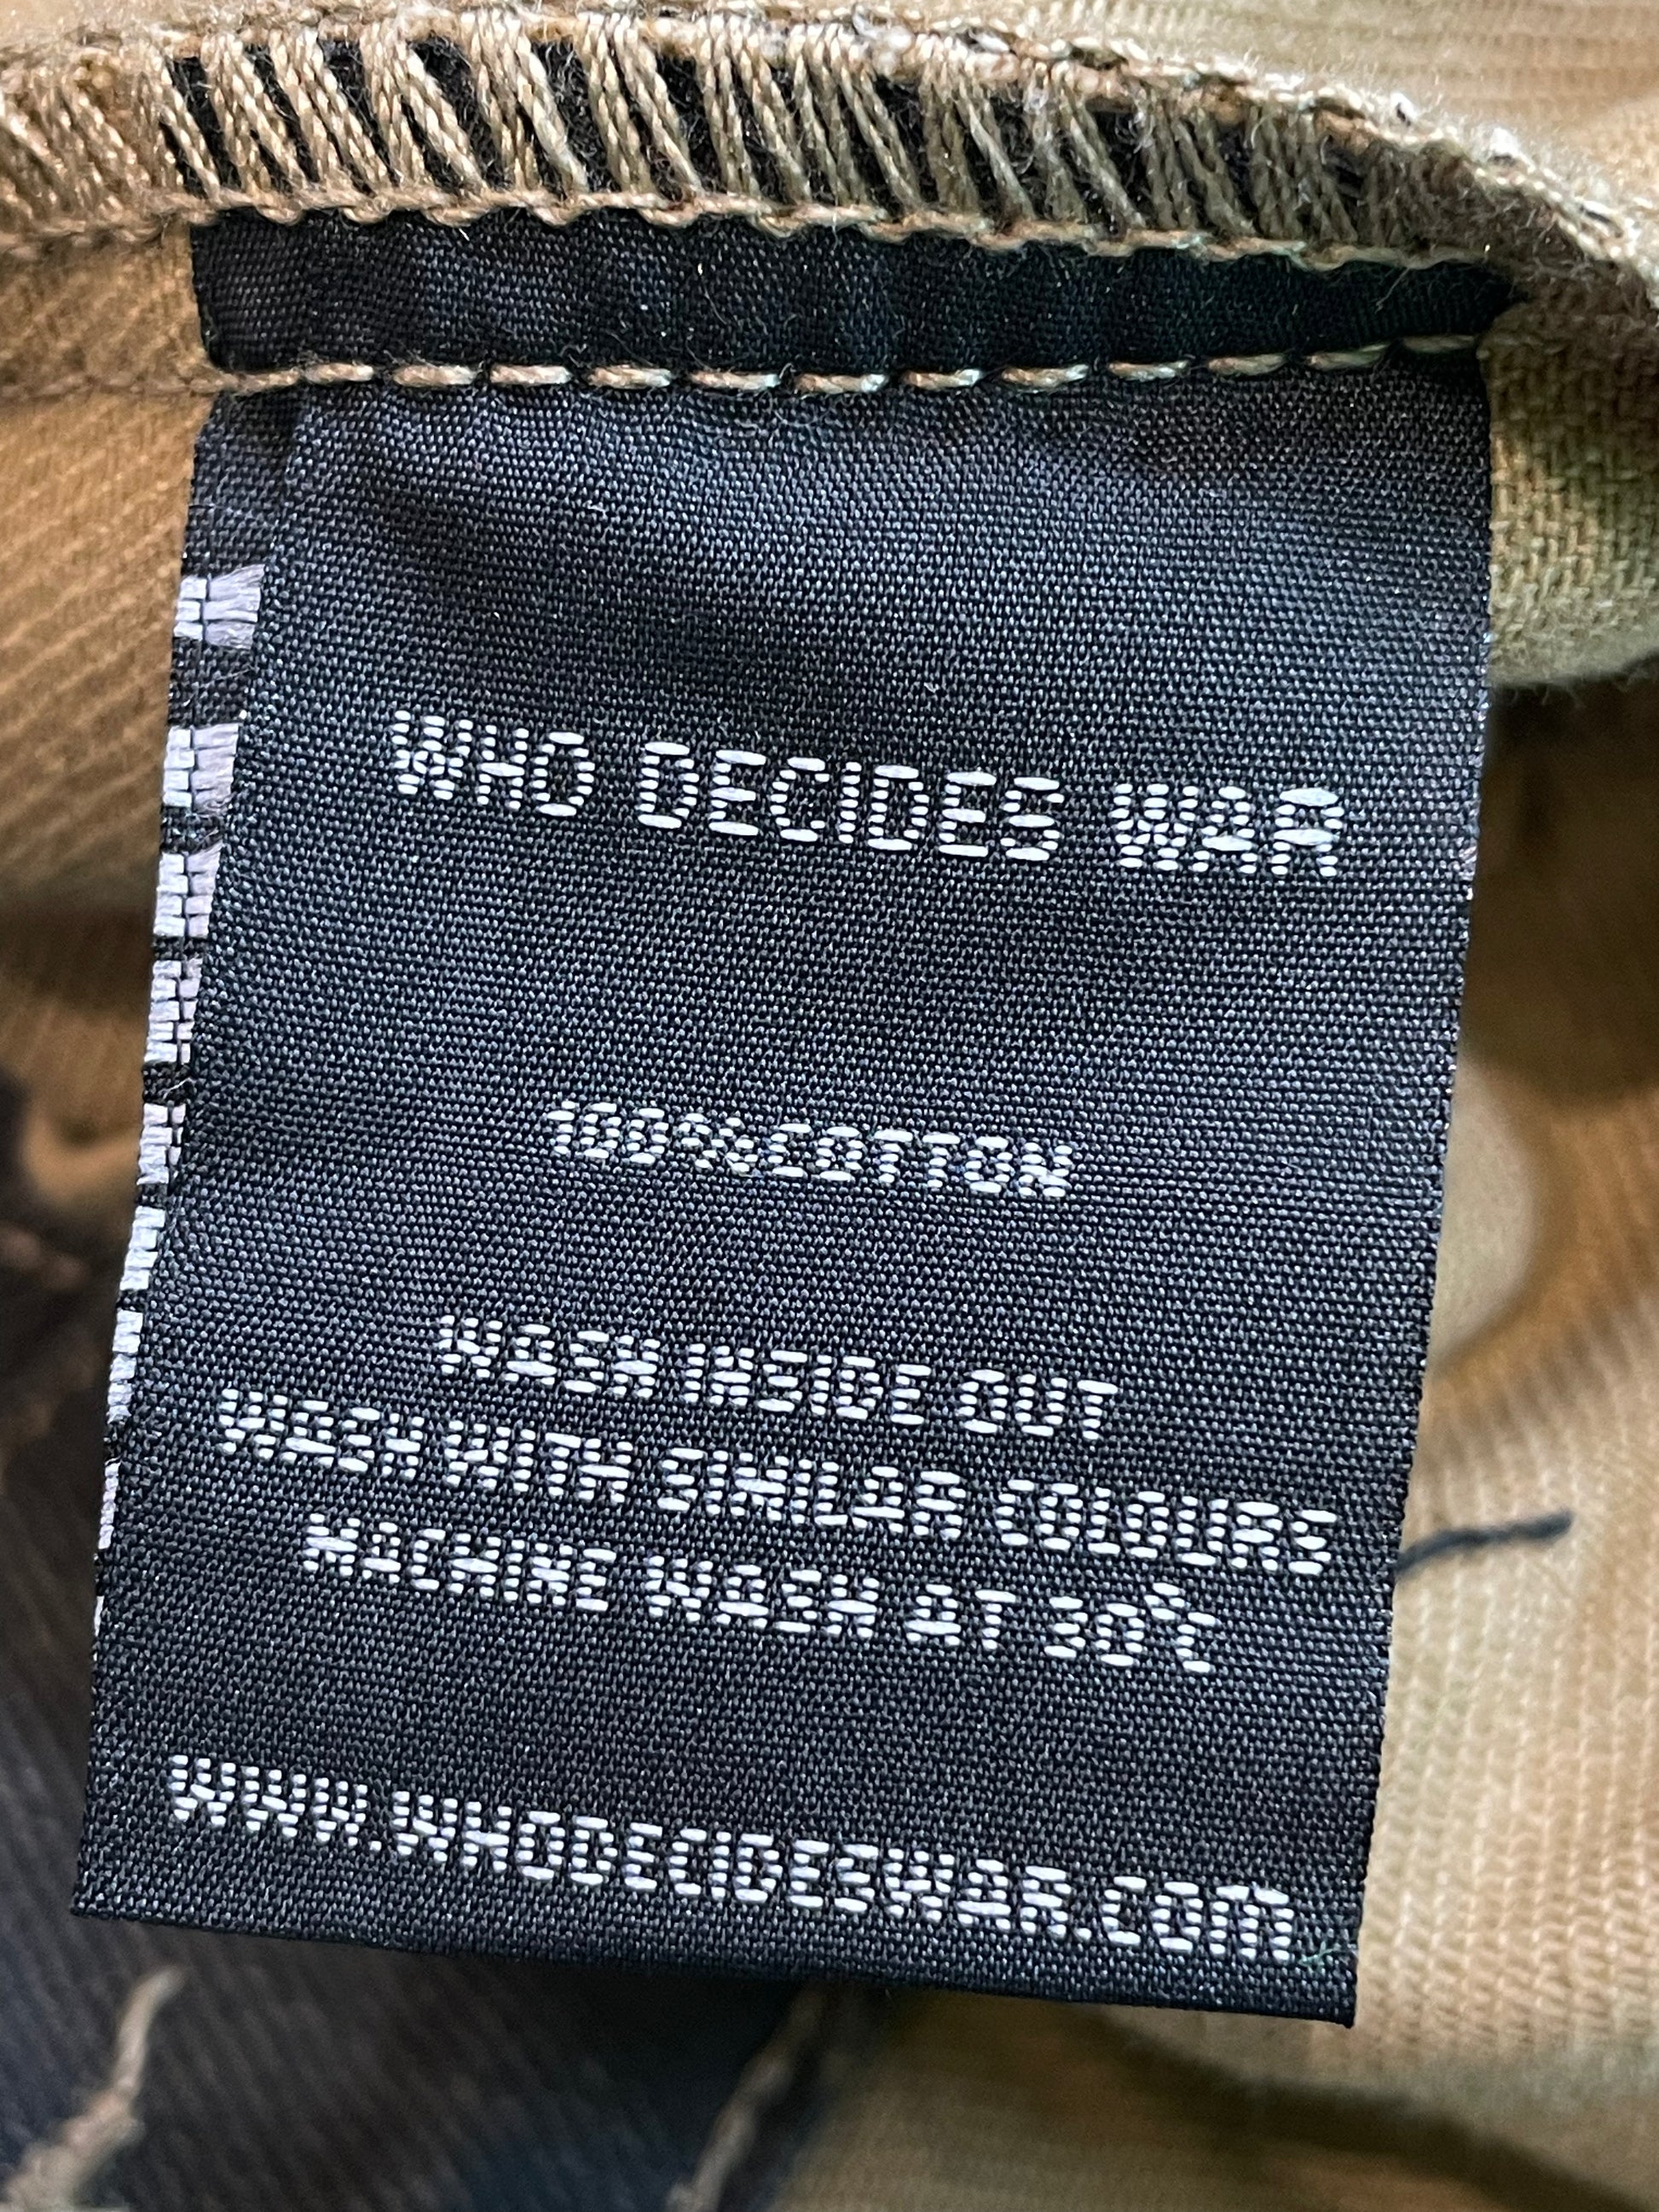 WHO DECIDES WAR
100%COTTON
WASH INSIDE OUT
WASH WITH SIMILAR COLOURS
MACHINE WASH AT 30°C
WWW.WHODECIDESWAR.COM